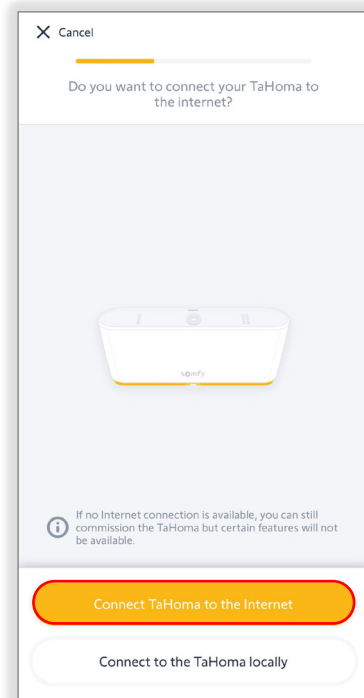 Cancel
Do you want to connect your TaHoma to
the internet?
somfy.
If no Internet connection is available, you can still
commission the TaHoma but certain features will not
be available.
Connect TaHoma to the Internet
Connect to the TaHoma locally